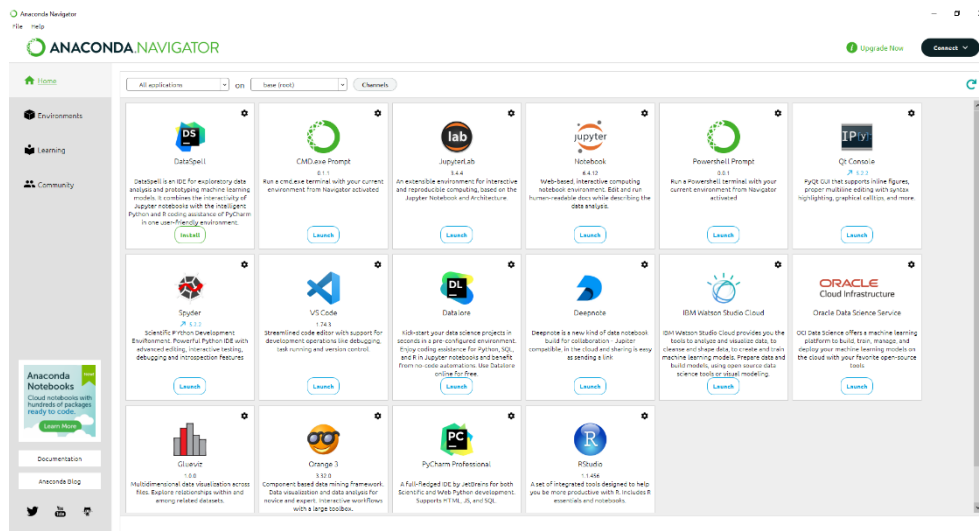 Anaconda Navigator
File Help
ANACONDA.NAVIGATOR
Upgrade Now
Connect
Home
Environments
Learning
Community
All applications
on
base (root)
Channels
DS
DataSpell
DataSpell is an IDE for exploratory data
analysis and prototyping machine learning
models. It combines the interactivity of
Jupyter notebooks with the intelligent
Python and R coding assistance of PyCharm
in one user-friendly environment.
Install
CMD.exe Prompt
0.1.1
Run a cmd.exe terminal with your current
environment from Navigator activated
Launch
lab
JupyterLab
3.4.4
An extensible environment for interactive
and reproducible computing, based on the
Jupyter Notebook and Architecture
Launch
jupyter
Notebook
6.4.12
Web-based, interactive computing
notebook environment. Edit and run
human-readable docs while describing the
data analysis.
Launch
Powershell Prompt
0.0.1
Run a Powershell terminal with your
current environment from Navigator
activated
Launch
IP[y]:
Qt Console
5.2.2
PyQt GUI that supports inline figures,
proper multiline editing with syntax
highlighting, graphical calltips, and more.
Launch
Spyder
5.2.2
Scientific PYthon Development
EnviRonment. Powerful Python IDE with
advanced editing, interactive testing,
debugging and introspection features
Launch
VS Code
1.74.3
Streamlined code editor with support for
development operations like debugging,
task running and version control.
Launch
DL
Datalore
Kick-start your data science projects in
seconds in a pre-configured environment.
Enjoy coding assistance for Python, SQL,
and R in Jupyter notebooks and benefit
from no-code automations. Use Datalore
online for free.
Launch
Deepnote
Deepnote is a new kind of data notebook
built for collaboration - Jupyter
compatible, in the cloud and sharing is easy
as sending a link
Launch
IBM Watson Studio Cloud
IBM Watson Studio Cloud provides you the
tools to analyze and visualize data, to
cleanse and shape data, to create and train
machine learning models. Prepare data and
build models, using open source data
science tools or visual modeling.
Launch
ORACLE
Cloud Infrastructure
Oracle Data Science Service
OCI Data Science offers a machine learning
platform to build, train, manage, and
deploy your machine learning models on
the cloud with your favorite open-source
tools
Launch
Glueviz
1.0.0
Multidimensional data visualization across
files. Explore relationships within and
among related datasets.
Orange 3
3.32.0
Component based data mining framework.
Data visualization and data analysis for
novice and expert. Interactive workflows
with a large toolbox.
PC
PyCharm Professional
A full-fledged IDE by JetBrains for both
Scientific and Web Python development.
Supports HTML, JS, and SQL.
R
RStudio
1.1.456
A set of integrated tools designed to help
you be more productive with R. Includes R
essentials and notebooks.
Anaconda
Notebooks
Cloud notebooks with
hundreds of packages
ready to code.
Learn More
Documentation
Anaconda Blog